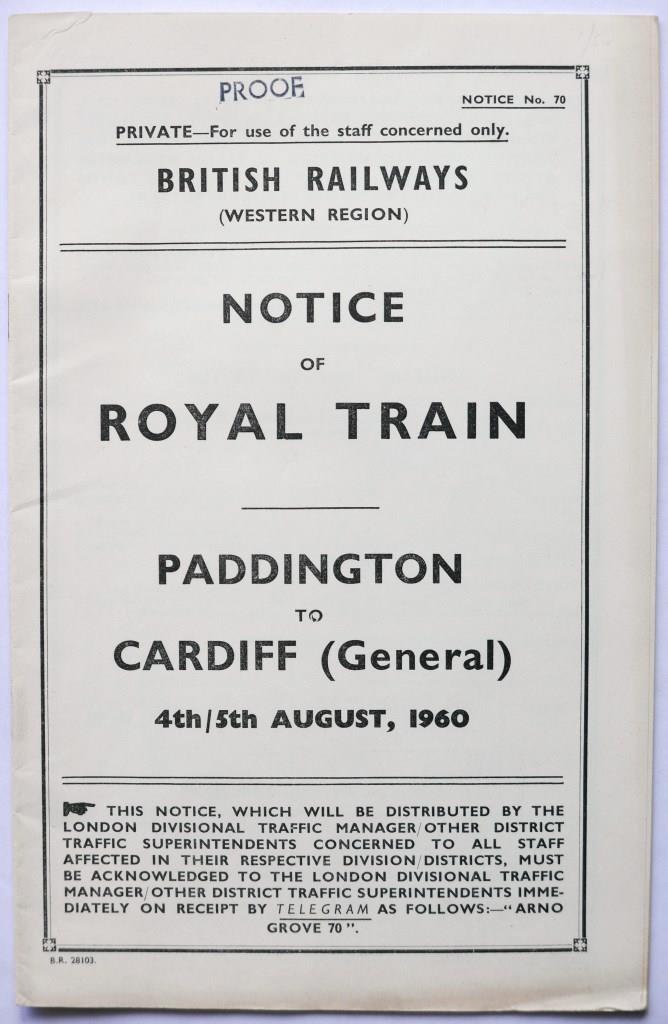 PROOF
NOTICE No. 70
PRIVATE—For use of the staff concerned only.
BRITISH RAILWAYS
(WESTERN REGION)
NOTICE
OF
ROYAL TRAIN
PADDINGTON
TO
CARDIFF (General)
4th/5th AUGUST, 1960
THIS NOTICE, WHICH WILL BE DISTRIBUTED BY THE
LONDON DIVISIONAL TRAFFIC MANAGER/OTHER DISTRICT
TRAFFIC SUPERINTENDENTS CONCERNED TO ALL STAFF
AFFECTED IN THEIR RESPECTIVE DIVISION/DISTRICTS, MUST
BE ACKNOWLEDGED TO THE LONDON DIVISIONAL TRAFFIC
MANAGER/OTHER DISTRICT TRAFFIC SUPERINTENDENTS IMME-
DIATELY ON RECEIPT BY TELEGRAM AS FOLLOWS:—“ARNO
GROVE 70”.
B.R. 28103.